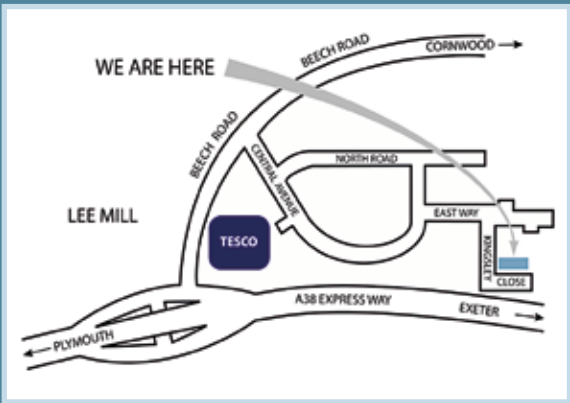 BEECH ROAD
CORNWOOD
WE ARE HERE
BEECH ROAD
CENTRAL AVENUE
NORTH ROAD
LEE MILL
EAST WAY
TESCO
KINGSLEY
CLOSE
A38 EXPRESS WAY
EXETER
PLYMOUTH